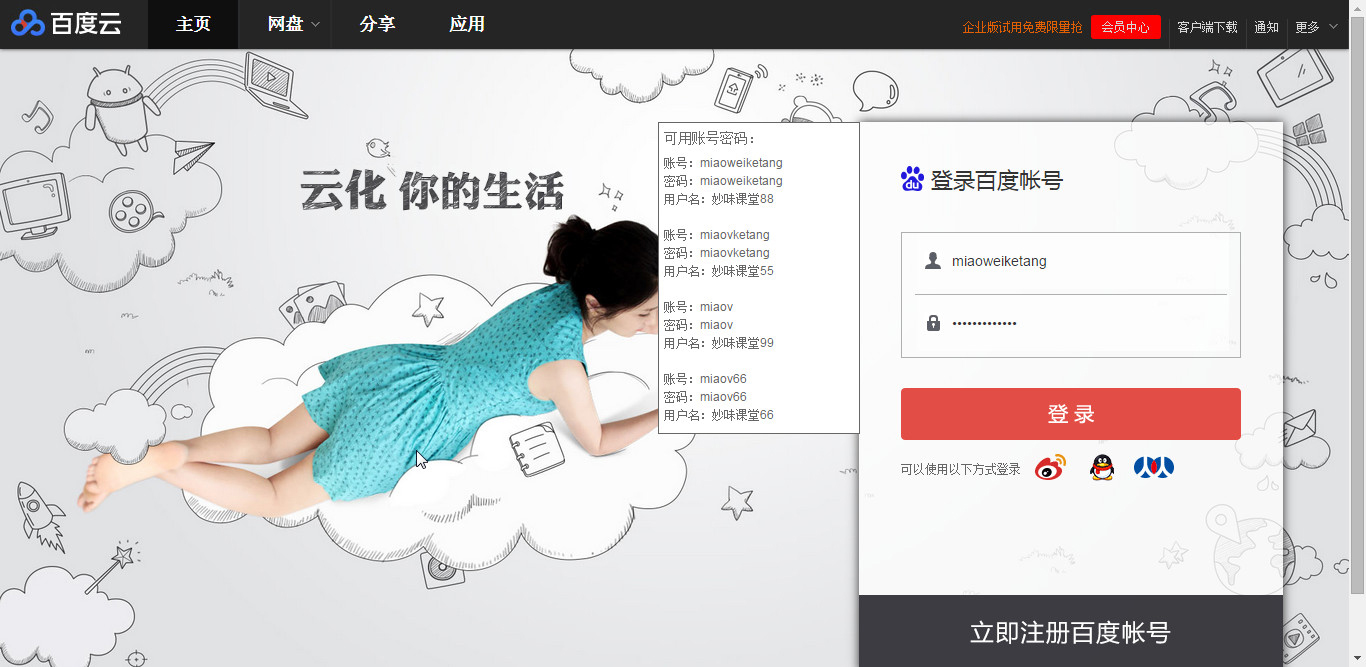 百度云
主页
网盘
分享
应用
企业版试用免费限量抢
会员中心
客户端下载
通知
更多
云化 你的生活
可用账号密码：
账号：miaoweiketang
密码：miaoweiketang
用户名：妙味课堂88
账号：miaovketang
密码：miaovketang
用户名：妙味课堂55
账号：miaov
密码：miaov
用户名：妙味课堂99
账号：miaov66
密码：miaov66
用户名：妙味课堂66
登录百度帐号
miaoweiketang
•••••••••••••
登 录
可以使用以下方式登录
立即注册百度帐号